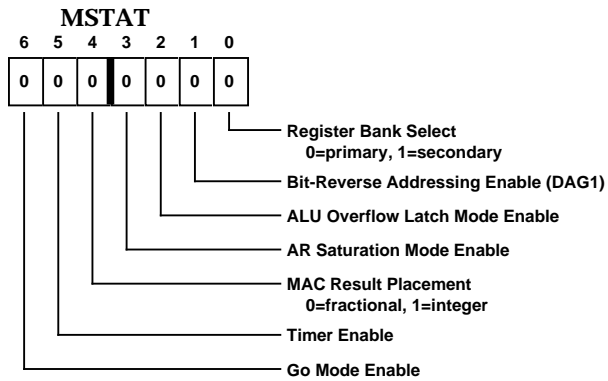 MSTAT
6 5 4 3 2 1 0
0 0 0 0 0 0 0
Register Bank Select
0=primary, 1=secondary
Bit-Reverse Addressing Enable (DAG1)
ALU Overflow Latch Mode Enable
AR Saturation Mode Enable
MAC Result Placement
0=fractional, 1=integer
Timer Enable
Go Mode Enable